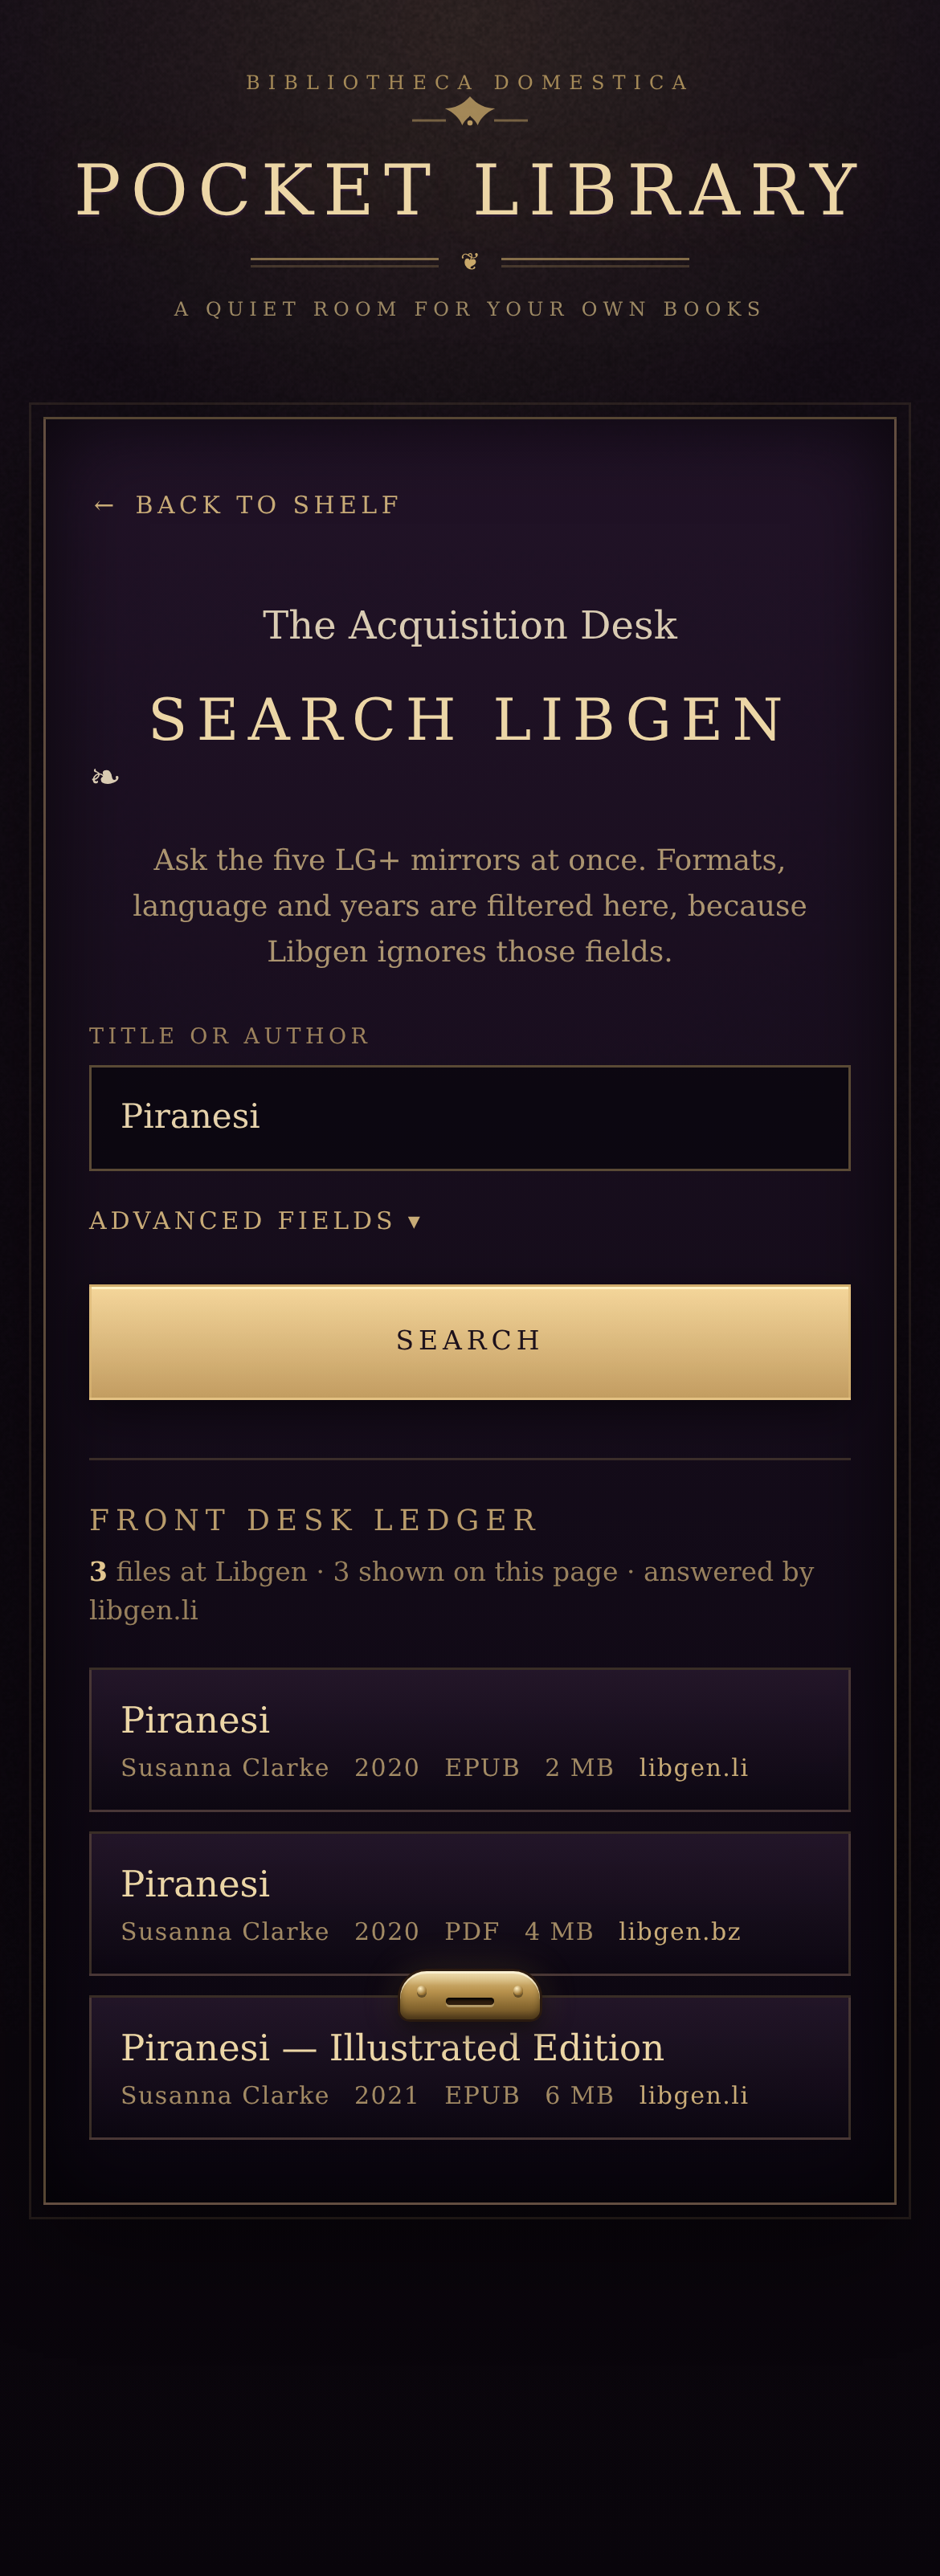 BIBLIOTHECA DOMESTICA
POCKET LIBRARY
❦
A QUIET ROOM FOR YOUR OWN BOOKS
← BACK TO SHELF
The Acquisition Desk
SEARCH LIBGEN
❧
Ask the five LG+ mirrors at once. Formats,
language and years are filtered here, because
Libgen ignores those fields.
TITLE OR AUTHOR
Piranesi
ADVANCED FIELDS ▾
SEARCH
FRONT DESK LEDGER
3 files at Libgen · 3 shown on this page · answered by
libgen.li
Piranesi
Susanna Clarke 2020 EPUB 2 MB libgen.li
Piranesi
Susanna Clarke 2020 PDF 4 MB libgen.bz
Piranesi — Illustrated Edition
Susanna Clarke 2021 EPUB 6 MB libgen.li